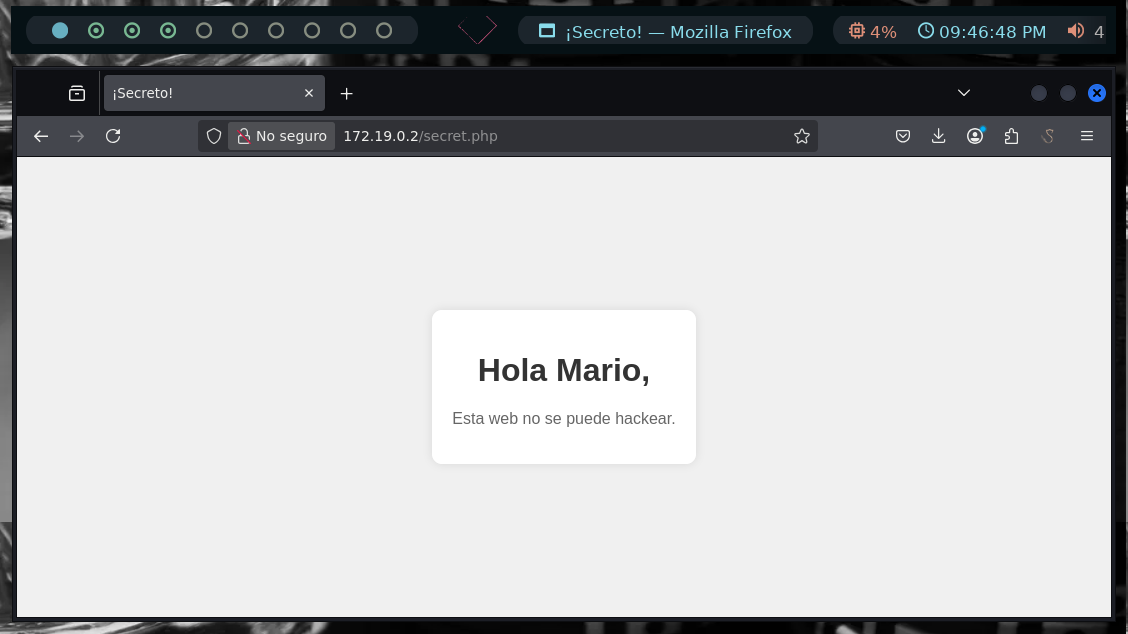 ¡Secreto! — Mozilla Firefox
4%
09:46:48 PM
4
¡Secreto!
No seguro
172.19.0.2/secret.php
Hola Mario,
Esta web no se puede hackear.